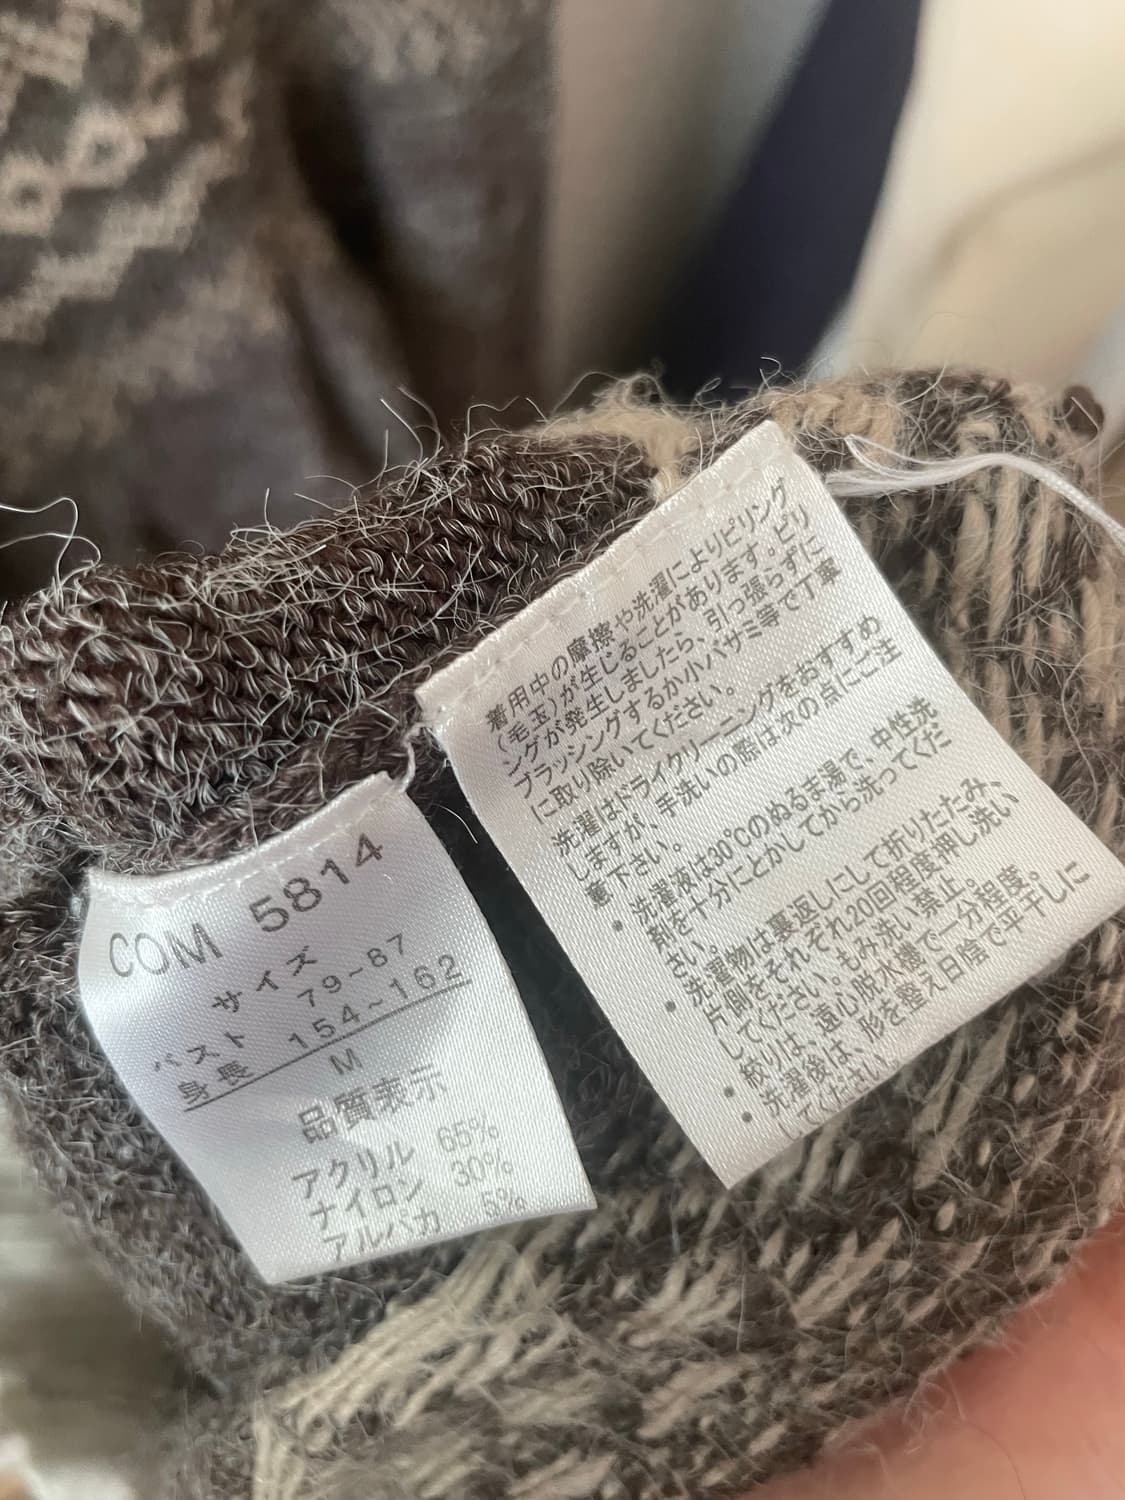 COM 5814
サイズ
バスト 79~87
身長 154~162
M
品質表示
アクリル 65%
ナイロン 30%
アルパカ 5%
着用中の摩擦や洗濯によりピリング
(毛玉)が生じることがあります。ピリ
ングが発生しましたら、引っ張らずに
ブラッシングするか小バサミ等で丁寧
に取り除いてください。
洗濯はドライクリーニングをおすすめ
しますが、手洗いの際は次の点にご注
意下さい。
・洗濯液は30℃のぬるま湯で、中性洗
剤を十分にとかしてから洗ってくだ
さい。
・洗濯物は裏返しにして折りたたみ、
片側をそれぞれ20回程度押し洗い
してください。もみ洗い禁止。
・絞りは、遠心脱水機で一分程度。
・洗濯後は、形を整え日陰で平干しに
してください。